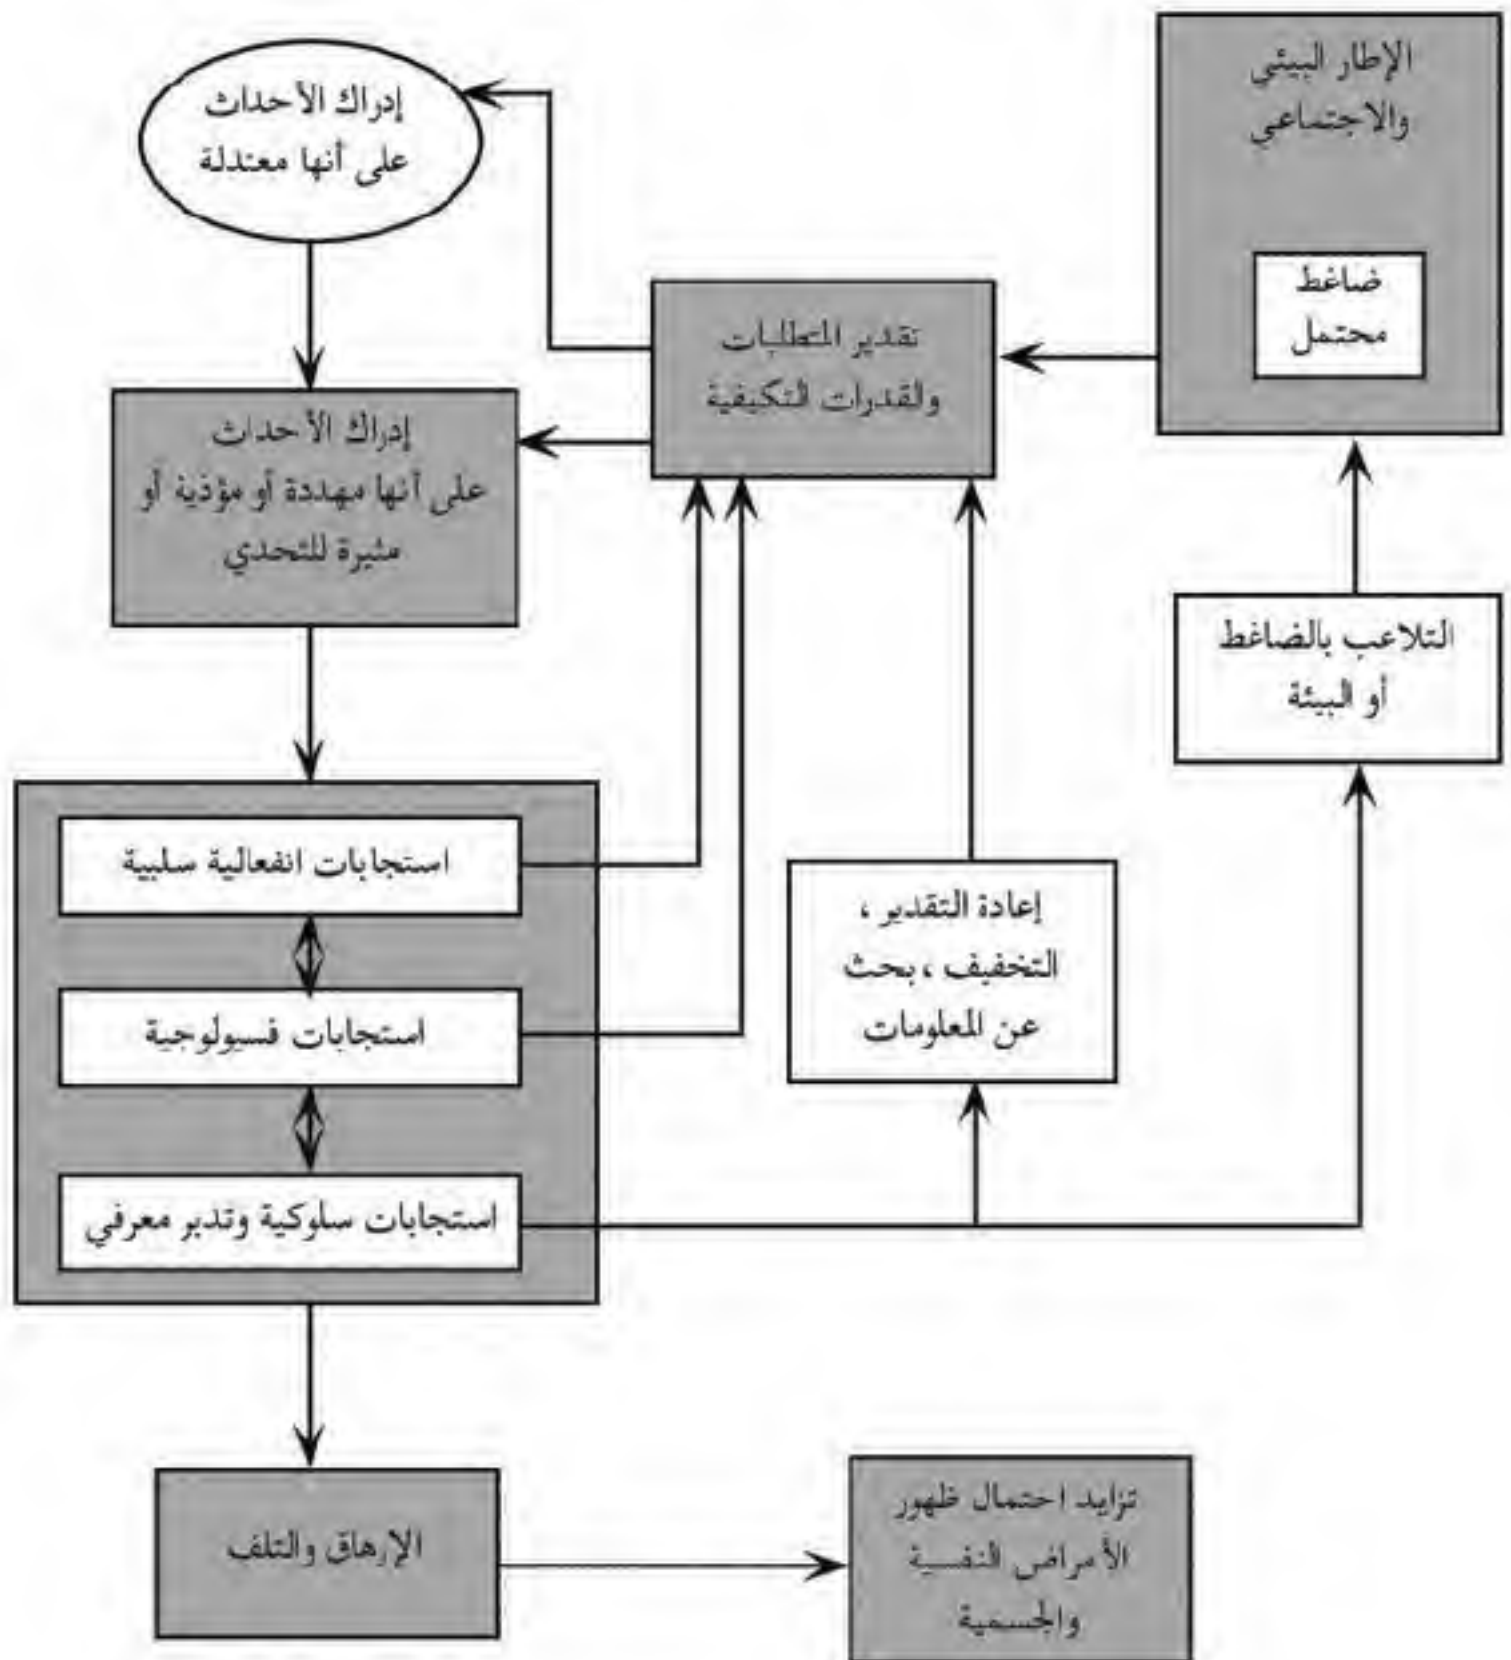 الإطار البيئي
والاجتماعي
ضاغط
محتمل
إدراك الأحداث
على أنها معتدلة
تقدير المتطلبات
والقدرات التكيفية
إدراك الأحداث
على أنها مهددة أو مؤذية أو
مثيرة للتحدي
التلاعب بالضاغط
أو البيئة
استجابات انفعالية سلبية
إعادة التقدير ،
التخفيف ، بحث
عن المعلومات
استجابات فسيولوجية
استجابات سلوكية وتدبر معرفي
الإرهاق والتلف
تزايد احتمال ظهور
الأمراض النفسية
والجسمية